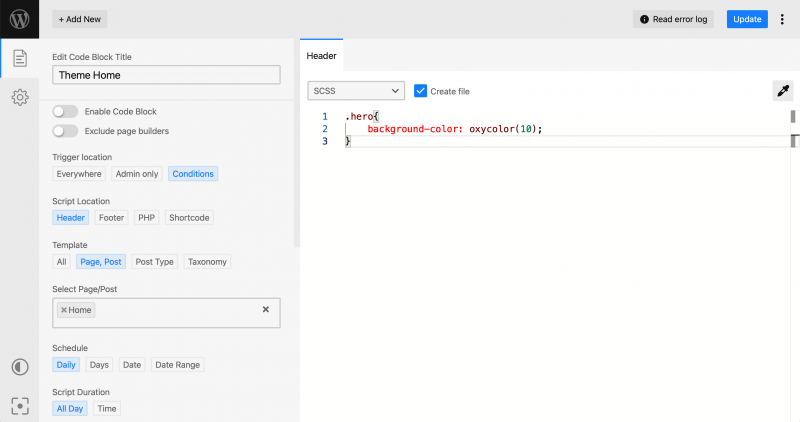 + Add New
Read error log
Update
Edit Code Block Title
Theme Home
Enable Code Block
Exclude page builders
Trigger location
Everywhere Admin only Conditions
Script Location
Header Footer PHP Shortcode
Template
All Page, Post Post Type Taxonomy
Select Page/Post
×Home ×
Schedule
Daily Days Date Date Range
Script Duration
All Day Time
Header
SCSS Create file
1 .hero{
2 background-color: oxycolor(10);
3 }